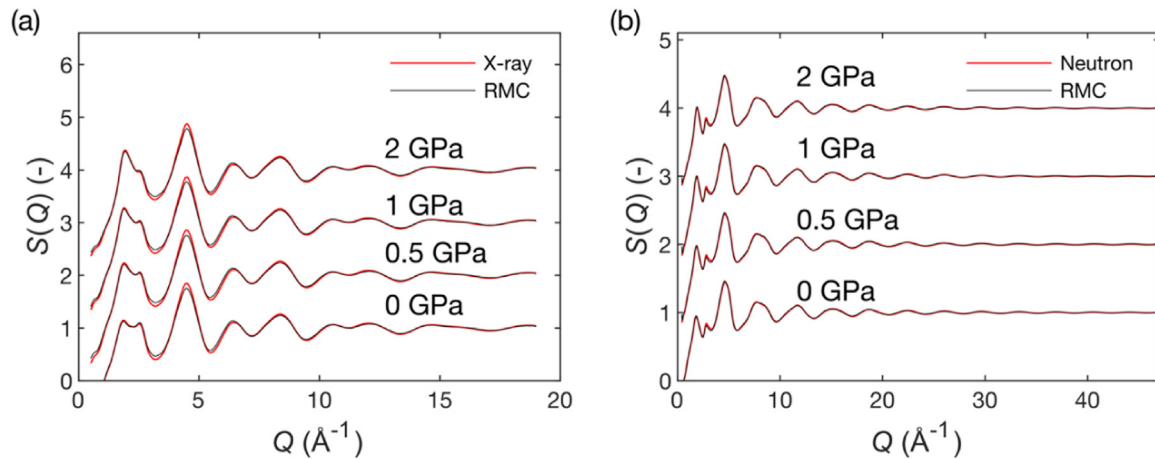 (a)
6
5
4
3
2
1
0
S(Q) (-)
X-ray
RMC
2 GPa
1 GPa
0.5 GPa
0 GPa
0
5
10
15
20
Q (Å⁻¹)
(b)
5
4
3
2
1
0
S(Q) (-)
Neutron
RMC
2 GPa
1 GPa
0.5 GPa
0 GPa
0
10
20
30
40
Q (Å⁻¹)